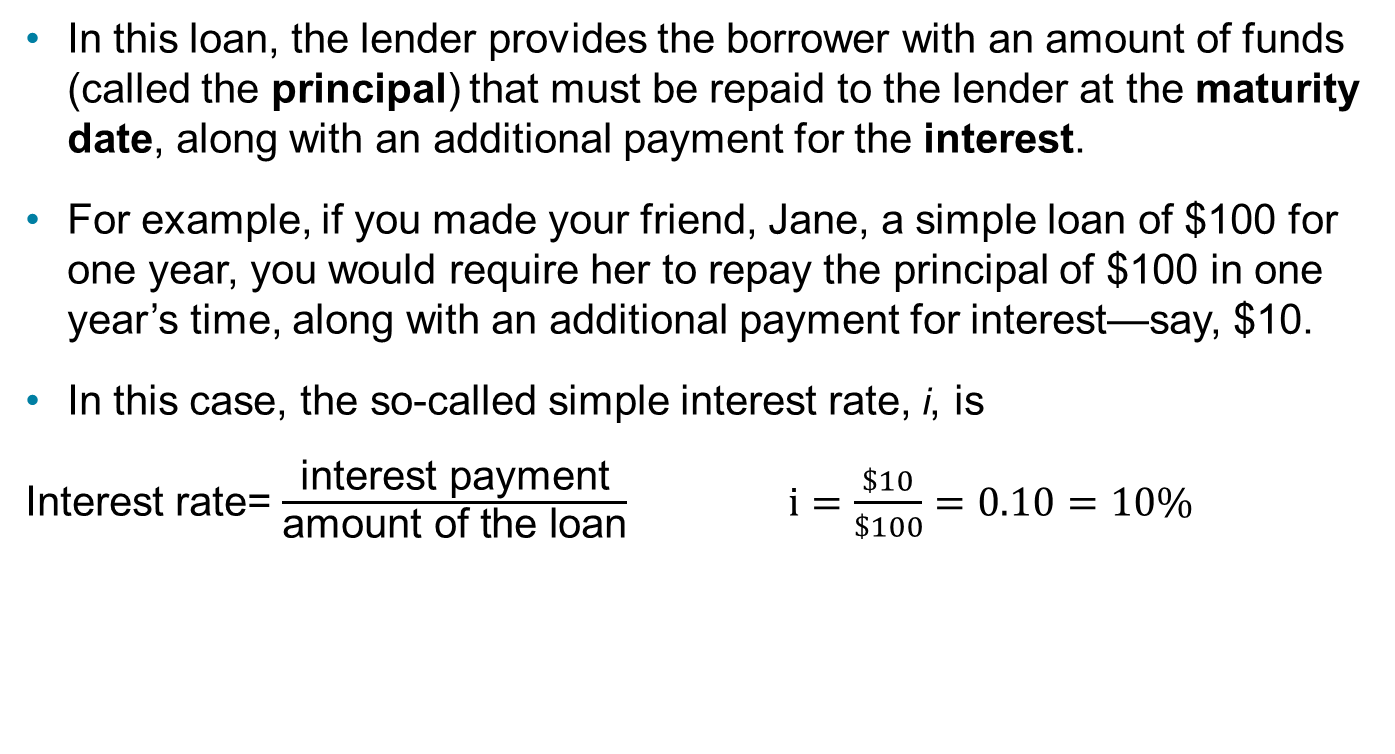 • In this loan, the lender provides the borrower with an amount of funds
(called the principal) that must be repaid to the lender at the maturity
date, along with an additional payment for the interest.
• For example, if you made your friend, Jane, a simple loan of $100 for
one year, you would require her to repay the principal of $100 in one
year’s time, along with an additional payment for interest—say, $10.
• In this case, the so-called simple interest rate, i, is
Interest rate= interest payment / amount of the loan
i = $10 / $100 = 0.10 = 10%